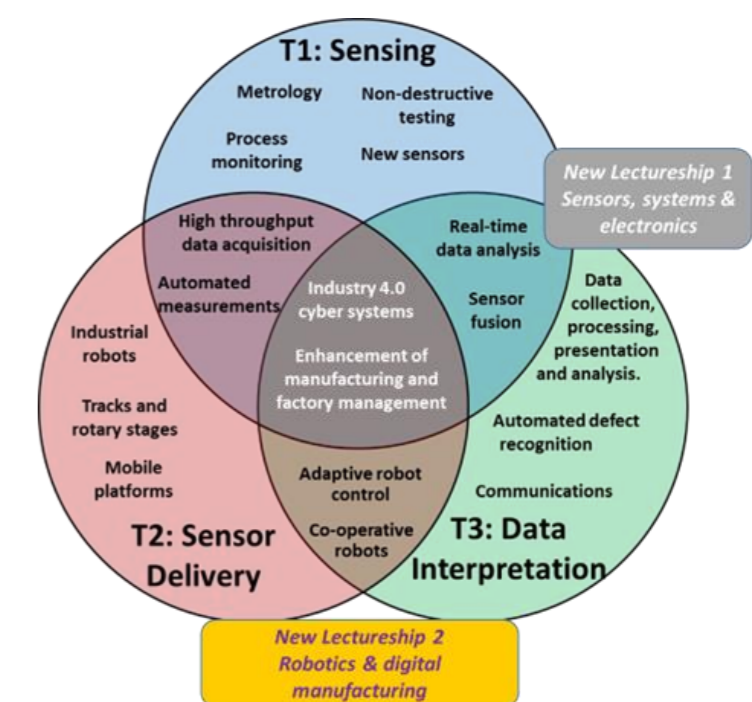 T1: Sensing
Metrology
Non-destructive
testing
Process
monitoring
New sensors
New Lectureship 1
Sensors, systems &
electronics
High throughput
data acquisition
Automated
measurements
Real-time
data analysis
Sensor
fusion
Industry 4.0
cyber systems
Enhancement of
manufacturing and
factory management
Data
collection,
processing,
presentation
and analysis.
Industrial
robots
Tracks and
rotary stages
Mobile
platforms
Automated defect
recognition
Communications
Adaptive robot
control
Co-operative
robots
T2: Sensor
Delivery
T3: Data
Interpretation
New Lectureship 2
Robotics & digital
manufacturing